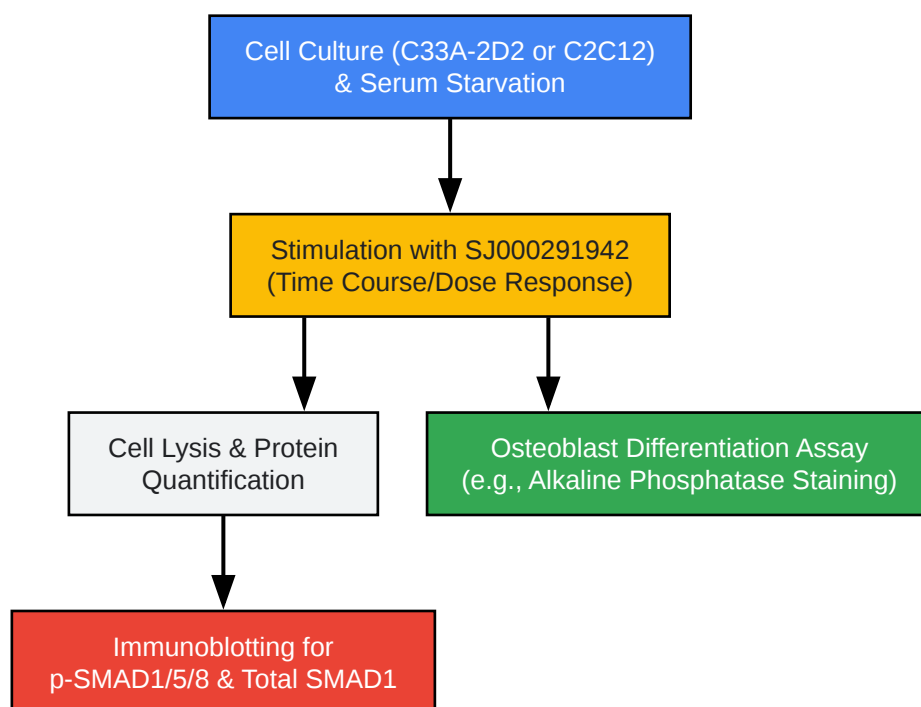 Cell Culture (C33A-2D2 or C2C12)
& Serum Starvation
Stimulation with SJ000291942
(Time Course/Dose Response)
Cell Lysis & Protein
Quantification
Osteoblast Differentiation Assay
(e.g., Alkaline Phosphatase Staining)
Immunoblotting for
p-SMAD1/5/8 & Total SMAD1